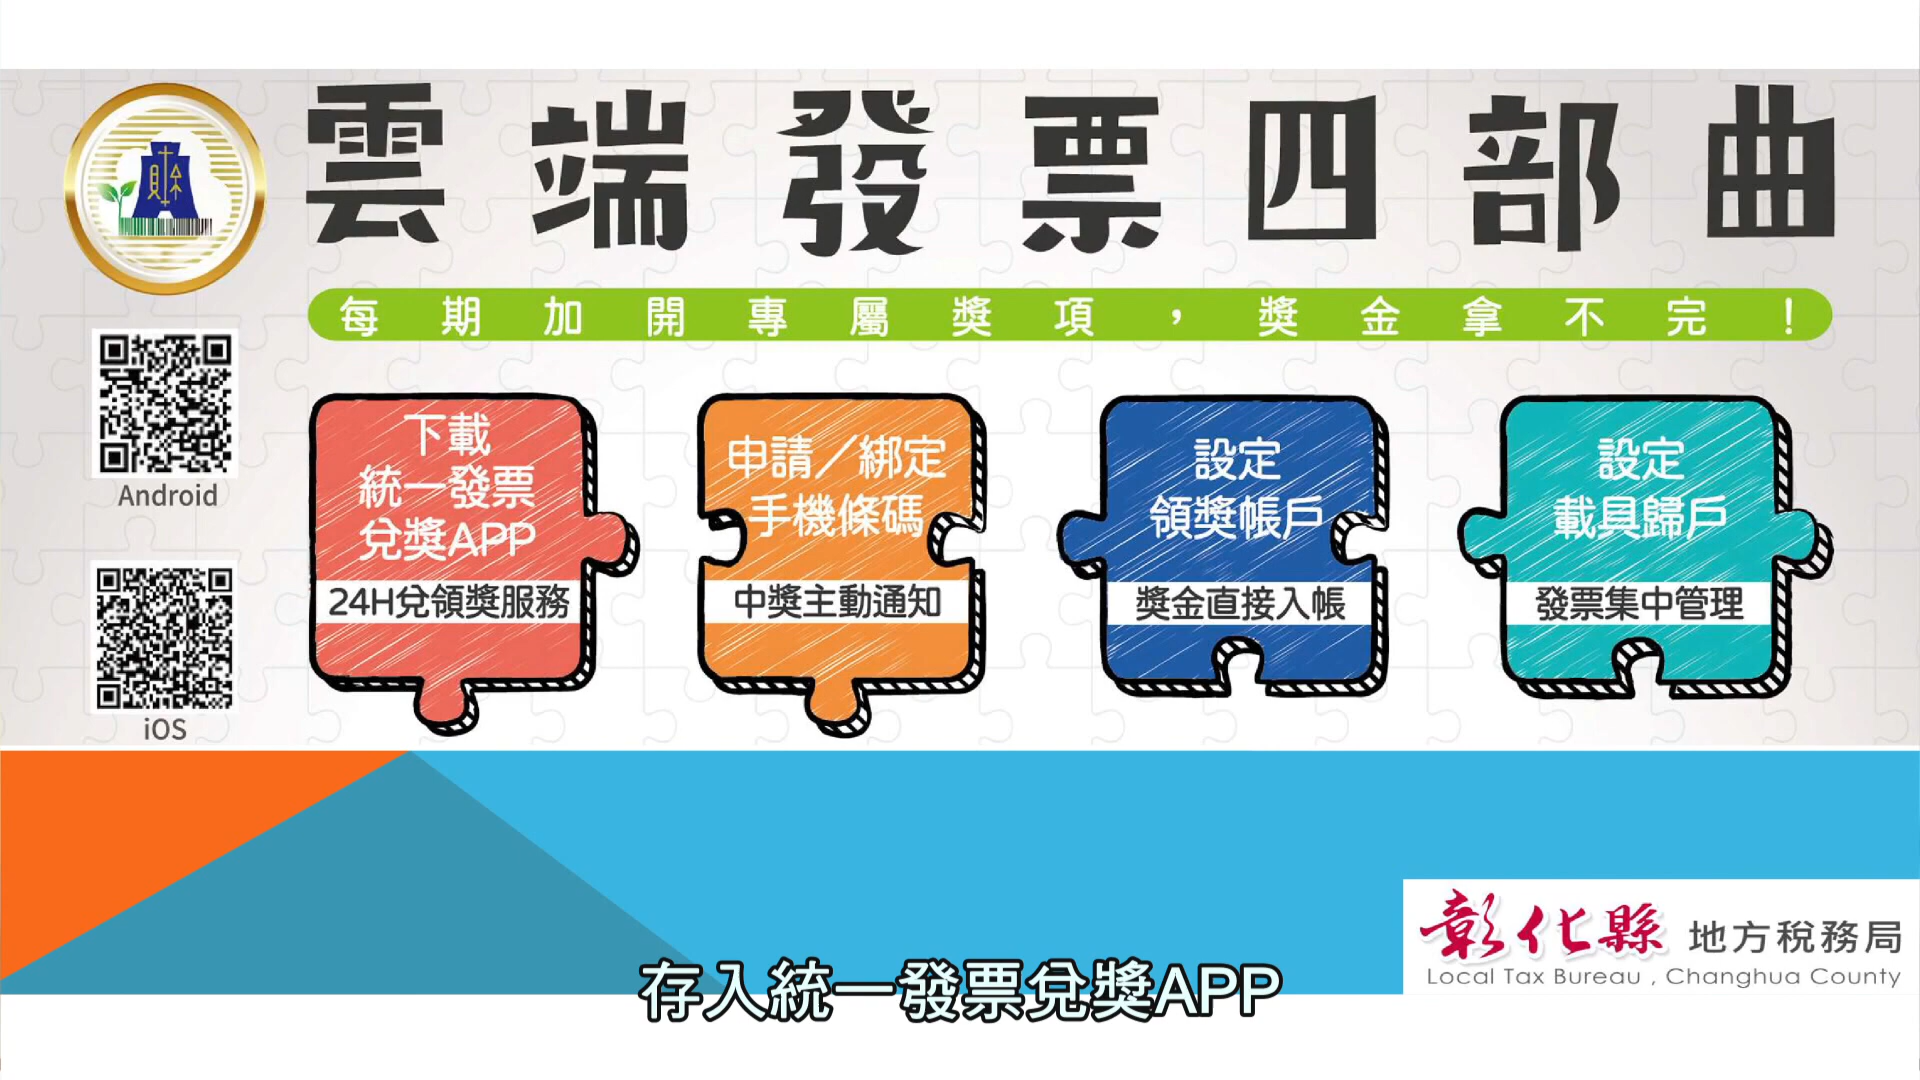 雲端發票四部曲
每期加開專屬獎項，獎金拿不完！
財
Android
iOS
下載
統一發票
兌獎APP
24H兌領獎服務
申請／綁定
手機條碼
中獎主動通知
設定
領獎帳戶
獎金直接入帳
設定
載具歸戶
發票集中管理
彰化縣 地方稅務局
Local Tax Bureau , Changhua County
存入統一發票兌獎APP